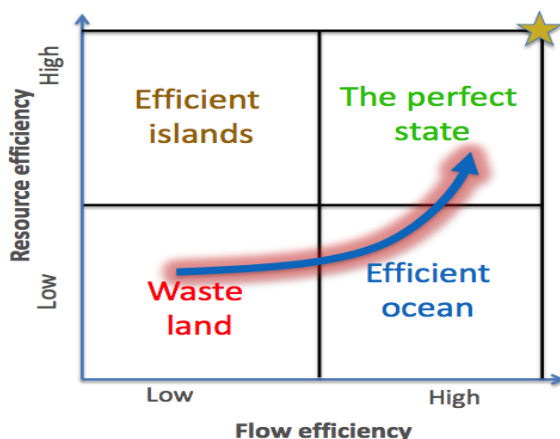 High
Efficient
islands
The perfect
state
Resource efficiency
Low
Waste
land
Efficient
ocean
Low
High
Flow efficiency